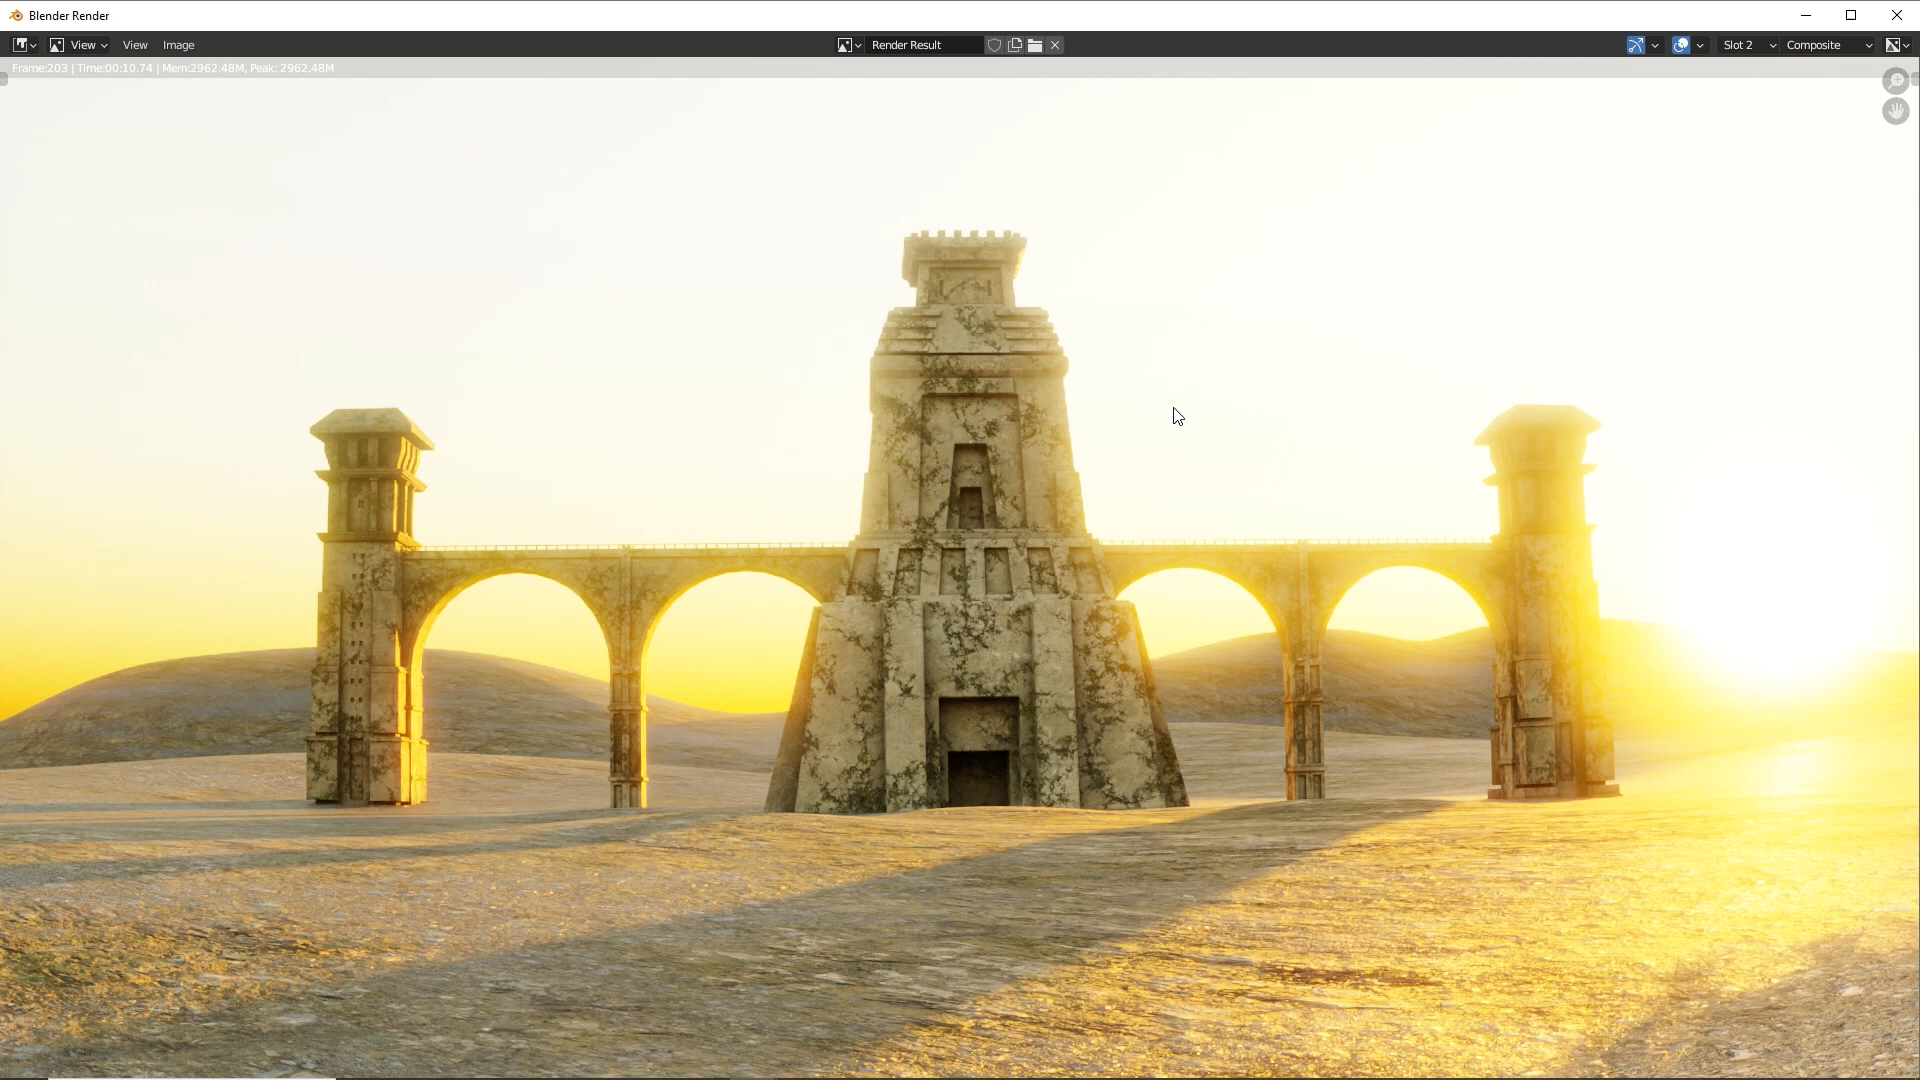 Blender Render
View View Image Render Result Slot 2 Composite
Frame:203 | Time:00:10.74 | Mem:2962.48M, Peak: 2962.48M